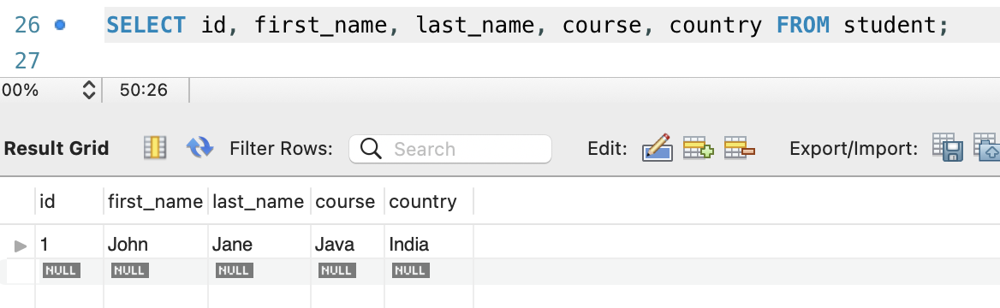 26 SELECT id, first_name, last_name, course, country FROM student;
27
00% 50:26
Result Grid Filter Rows: Search Edit: Export/Import:
id first_name last_name course country
1 John Jane Java India
NULL NULL NULL NULL NULL